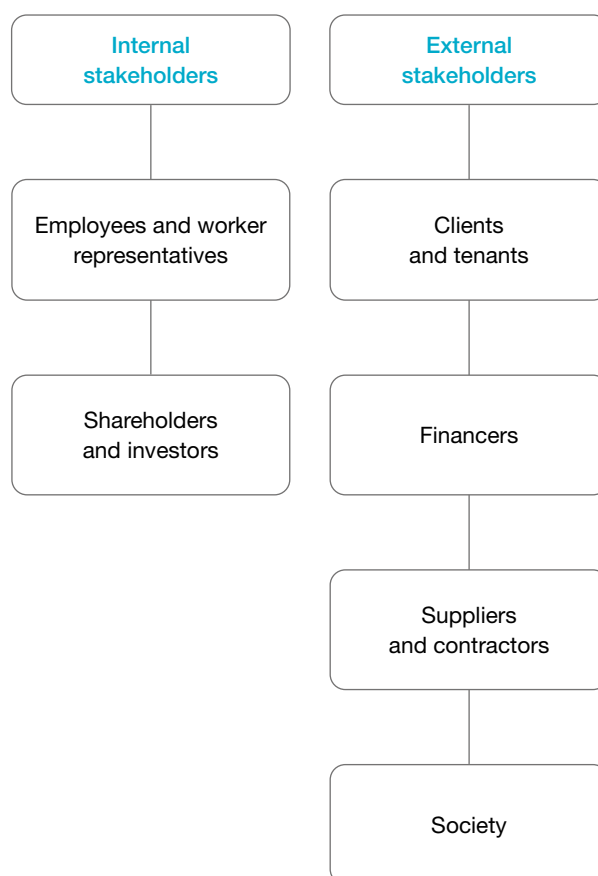 Internal
stakeholders
Employees and worker
representatives
Shareholders
and investors
External
stakeholders
Clients
and tenants
Financers
Suppliers
and contractors
Society